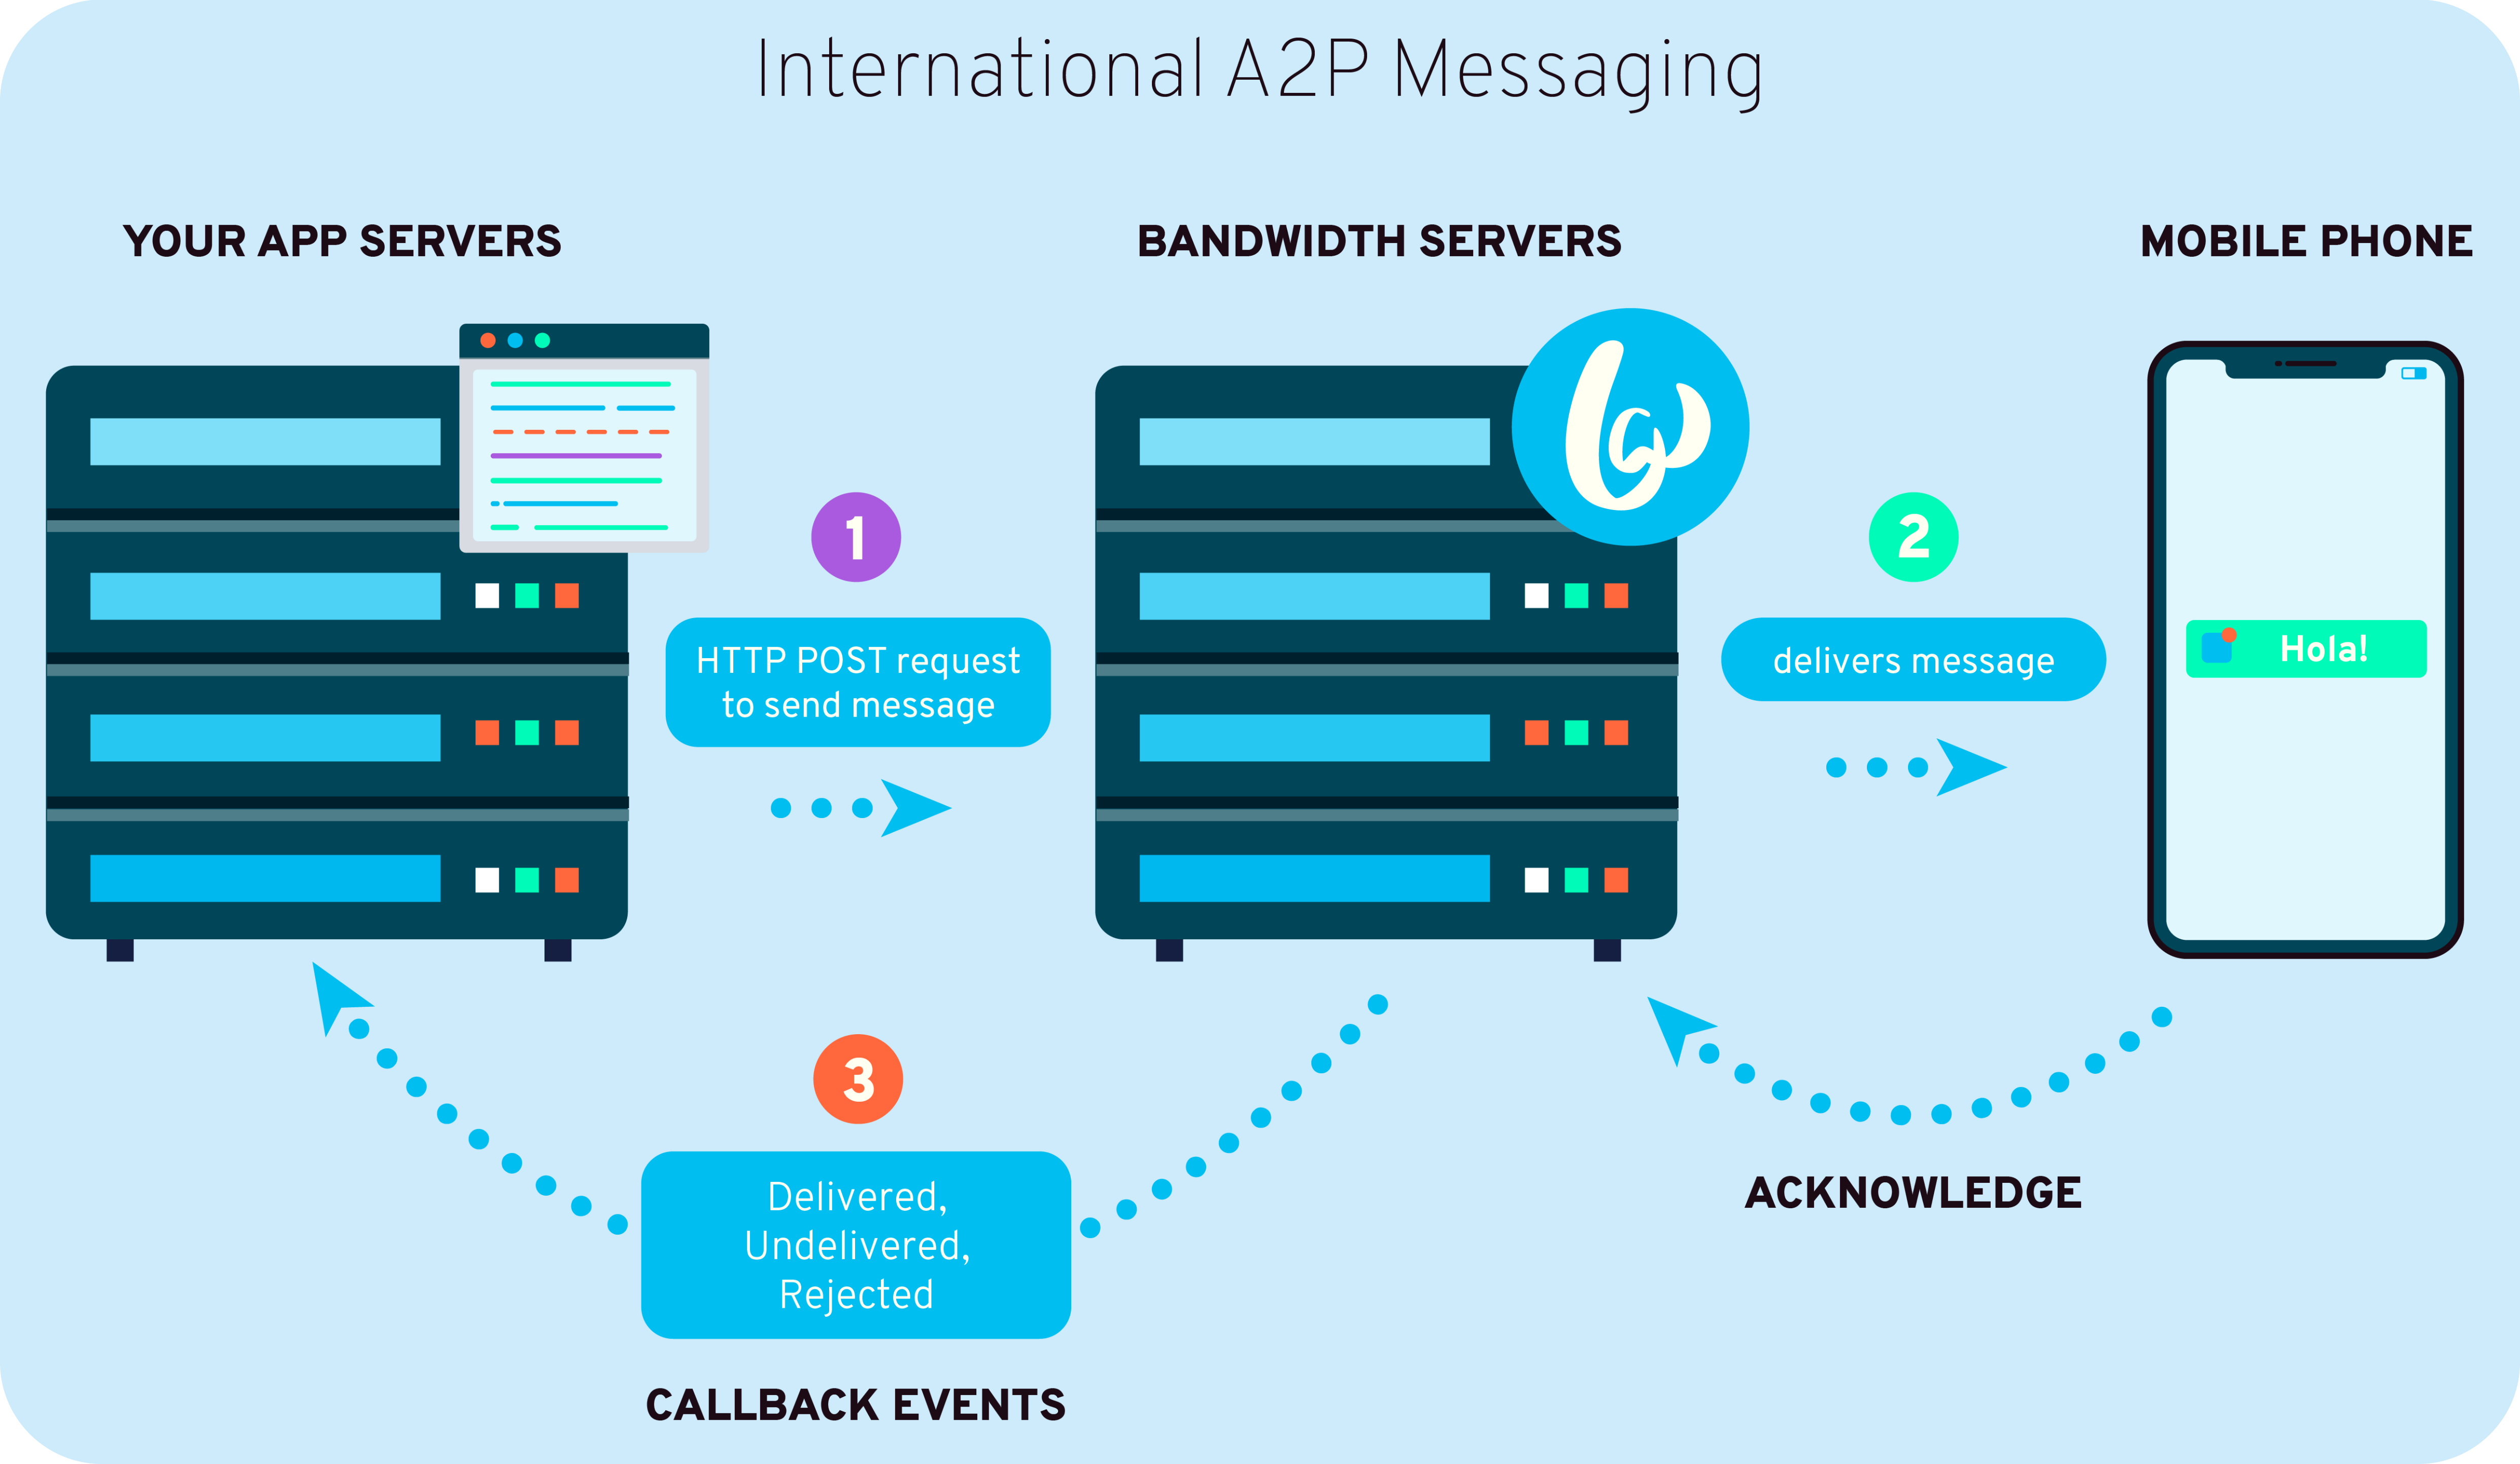 International A2P Messaging
YOUR APP SERVERS
BANDWIDTH SERVERS
MOBILE PHONE
1
HTTP POST request
to send message
2
delivers message
Hola!
3
Delivered,
Undelivered,
Rejected
CALLBACK EVENTS
ACKNOWLEDGE